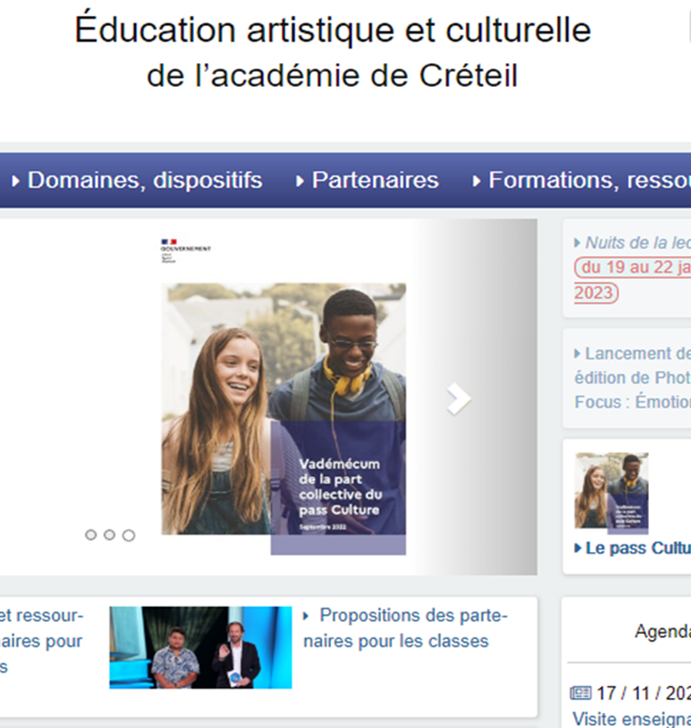 Éducation artistique et culturelle
de l’académie de Créteil
Domaines, dispositifs
Partenaires
Formations, ressou
GOUVERNEMENT
Vadémécum
de la part
collective du
pass Culture
Septembre 2022
Nuits de la lec
du 19 au 22 ja
2023
Lancement de
édition de Phot
Focus : Émotion
Le pass Cultu
et ressour-
aires pour
s
Propositions des parte-
naires pour les classes
Agenda
17 / 11 / 202
Visite enseigna